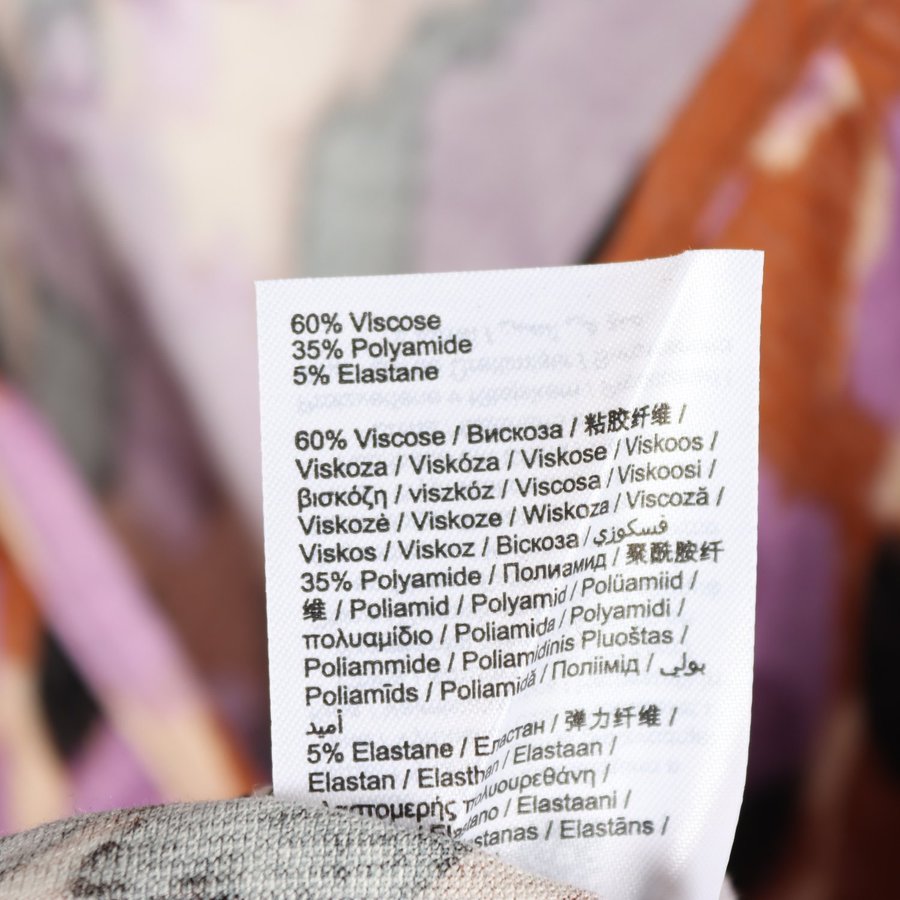 60% Viscose
35% Polyamide
5% Elastane
60% Viscose / Вискоза / 粘胶纤维 /
Viskoza / Viskóza / Viskose / Viskoos /
βισκόζη / viszkóz / Viscosa / Viskoosi /
Viskozė / Viskoze / Wiskoza / Viscoză /
Viskos / Viskoz / Віскоза / فسكوزي
35% Polyamide / Полиамид / 聚酰胺纤
维 / Poliamid / Polyamid / Polüamiid /
πολυαμίδιο / Poliamida / Polyamidi /
Poliammide / Poliamidinis Pluoštas /
Poliamīds / Poliamidă / Поліімід / بولي
أميد
5% Elastane / Еластан / 弹力纤维 /
Elastan / Elasthan / Elastaan /
πολυουρεθάνη /
/ Elastaani /
/ Elastāns /